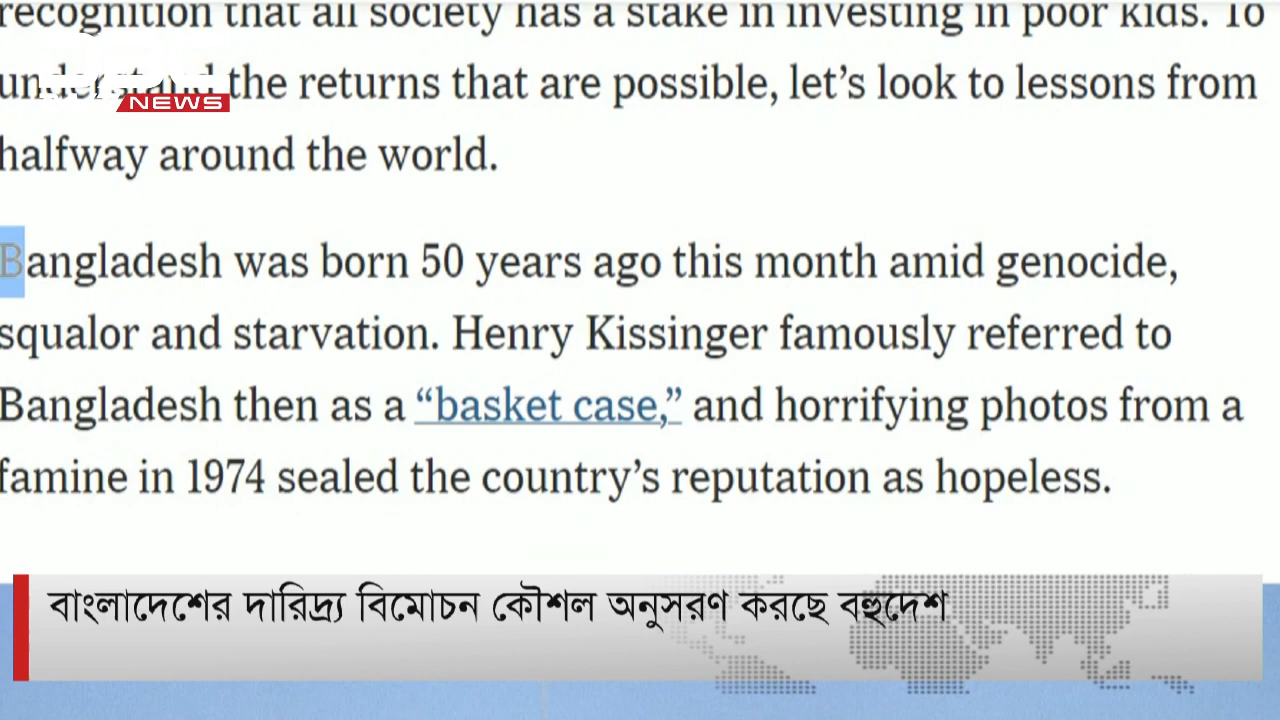 recognition that all society has a stake in investing in poor kids. To
understand the returns that are possible, let’s look to lessons from
NEWS
halfway around the world.
Bangladesh was born 50 years ago this month amid genocide,
squalor and starvation. Henry Kissinger famously referred to
Bangladesh then as a “basket case,” and horrifying photos from a
famine in 1974 sealed the country’s reputation as hopeless.
বাংলাদেশের দারিদ্র্য বিমোচন কৌশল অনুসরণ করছে বহুদেশ